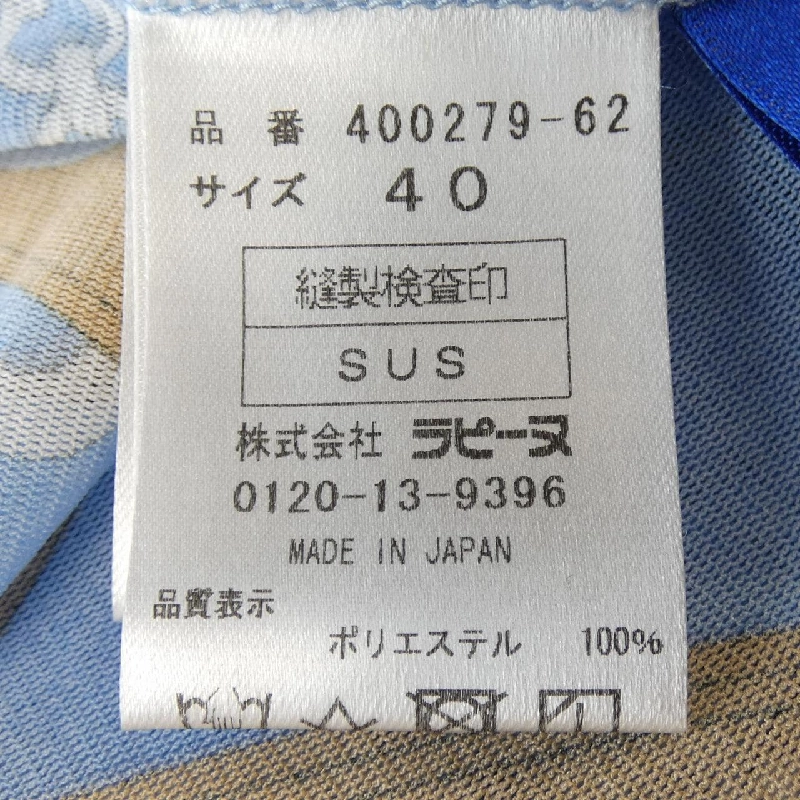 品番 400279-62
サイズ 40
縫製検査印
SUS
株式会社 ラピーヌ
0120-13-9396
MADE IN JAPAN
品質表示
ポリエステル 100%